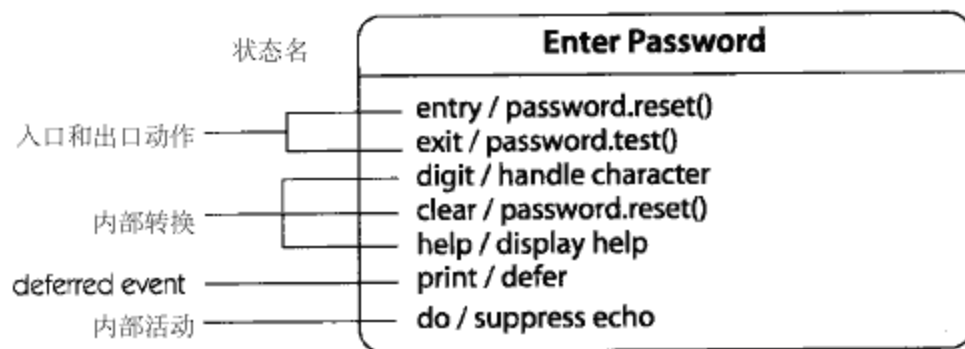 状态名
Enter Password
入口和出口动作
entry / password.reset()
exit / password.test()
内部转换
digit / handle character
clear / password.reset()
help / display help
deferred event
print / defer
内部活动
do / suppress echo